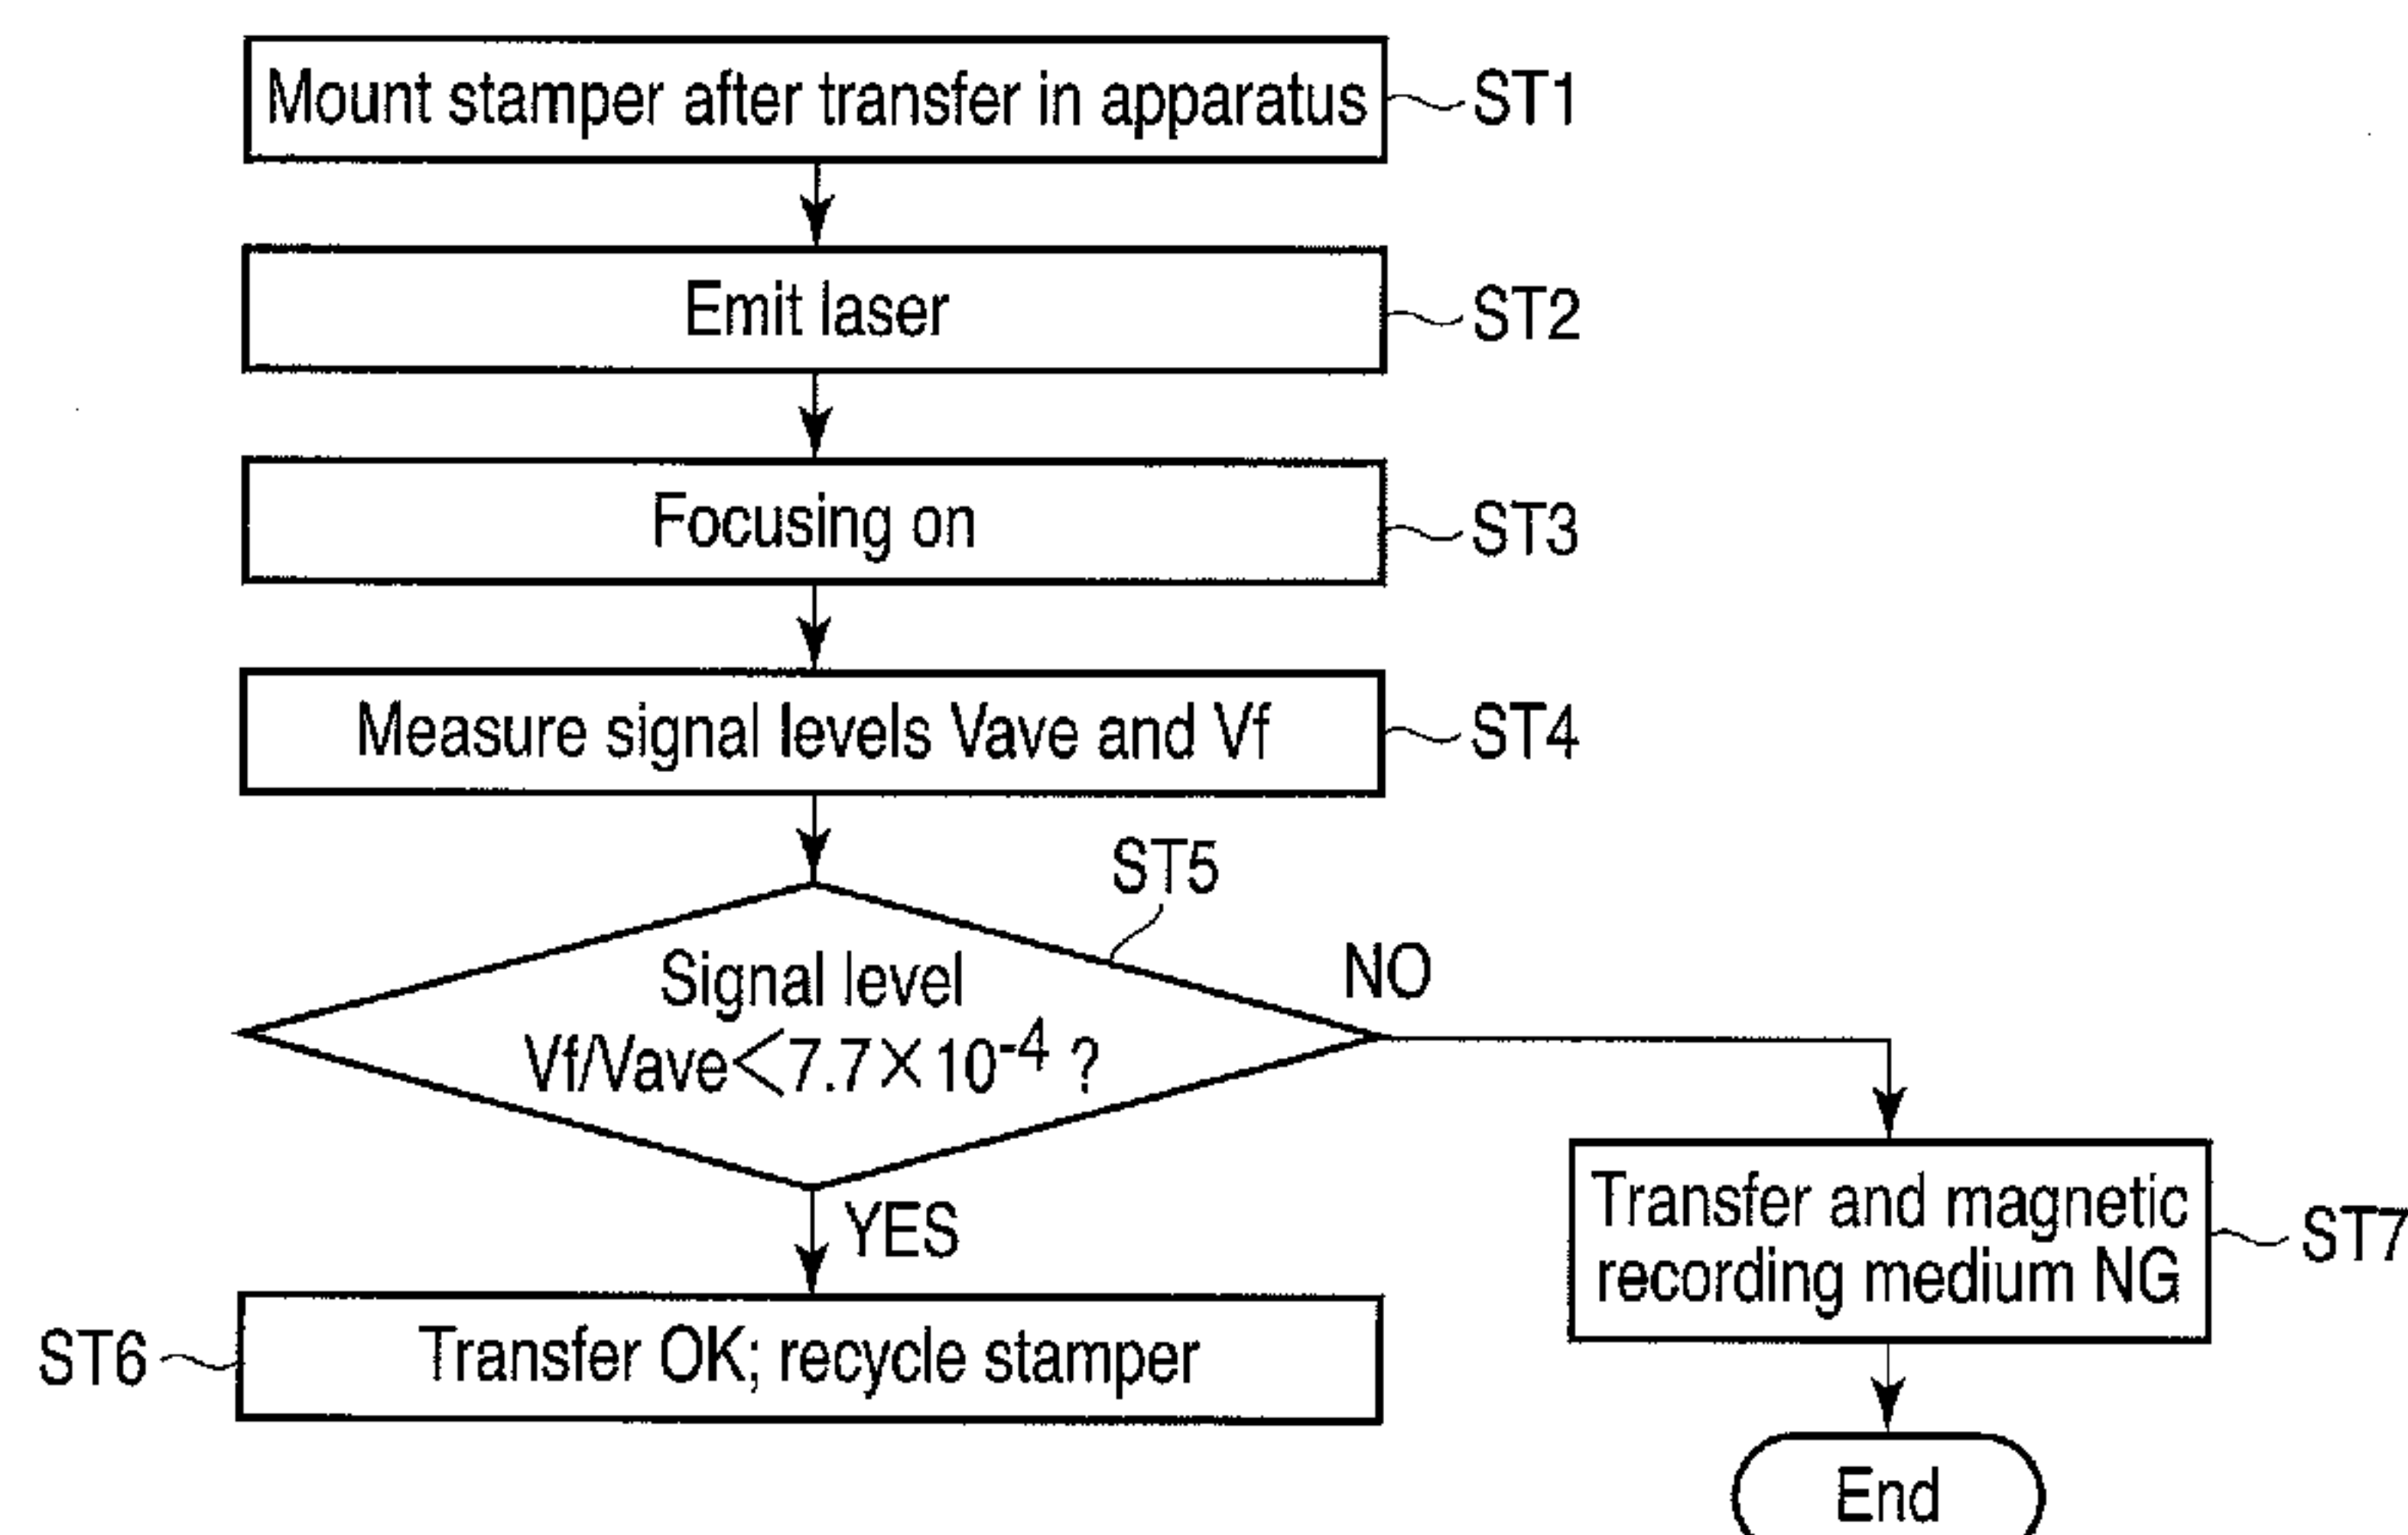 Mount stamper after transfer in apparatus
ST1
Emit laser
ST2
Focusing on
ST3
Measure signal levels Vave and Vf
ST4
ST5
Signal level
Vf/Vave<7.7×10⁻⁴ ?
NO
YES
Transfer and magnetic
recording medium NG
ST7
ST6
Transfer OK; recycle stamper
End